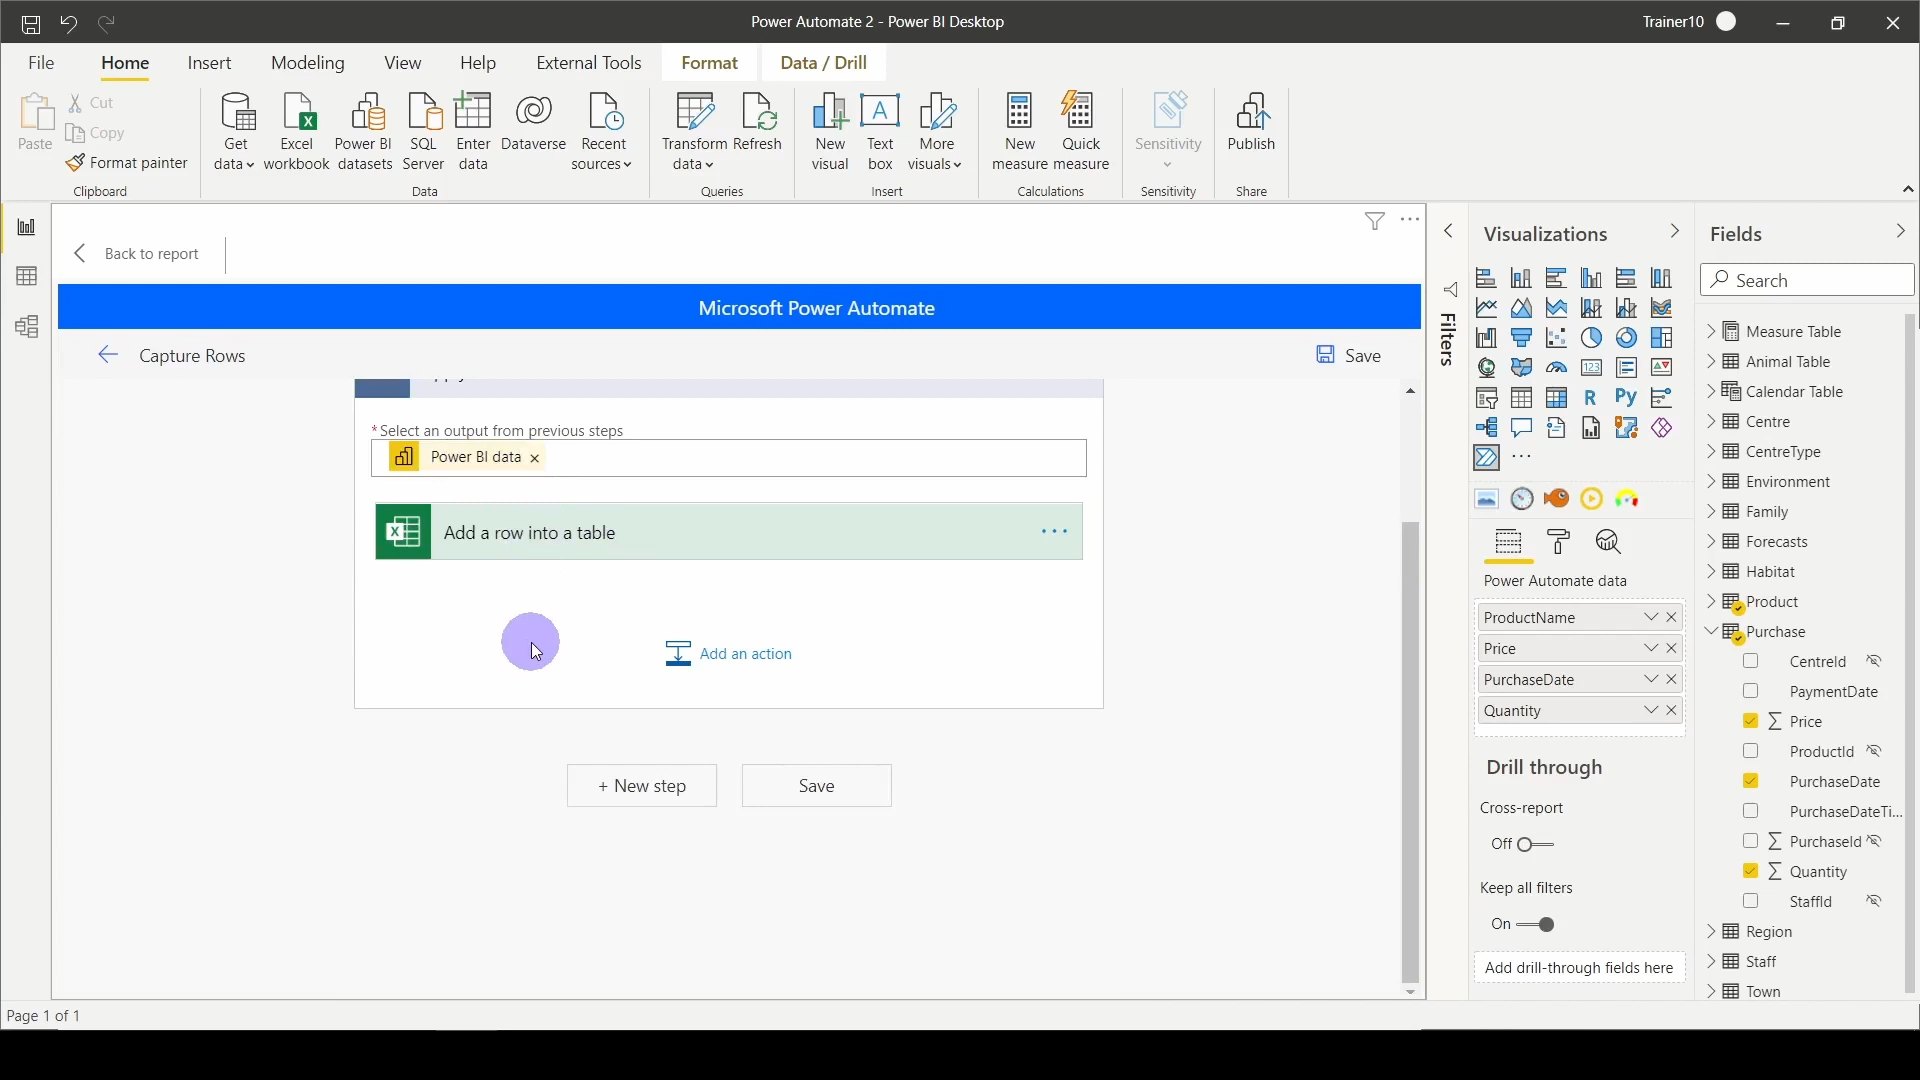 Power Automate 2 - Power BI Desktop
Trainer10
File
Home
Insert
Modeling
View
Help
External Tools
Format
Data / Drill
Paste
Cut
Copy
Format painter
Clipboard
Get data
Excel workbook
Power BI datasets
SQL Server
Enter data
Dataverse
Recent sources
Data
Transform data
Refresh
Queries
New visual
A
Text box
More visuals
Insert
New measure
Quick measure
Calculations
Sensitivity
Sensitivity
Publish
Share
Back to report
Microsoft Power Automate
Capture Rows
Save
* Select an output from previous steps
Power BI data
Add a row into a table
Add an action
+ New step
Save
Filters
Visualizations
123
R
Py
Power Automate data
ProductName
Price
PurchaseDate
Quantity
Drill through
Cross-report
Off
Keep all filters
On
Add drill-through fields here
Fields
Search
Measure Table
Animal Table
Calendar Table
Centre
CentreType
Environment
Family
Forecasts
Habitat
Product
Purchase
CentreId
PaymentDate
Price
ProductId
PurchaseDate
PurchaseDateTi...
PurchaseId
Quantity
StaffId
Region
Staff
Town
Page 1 of 1